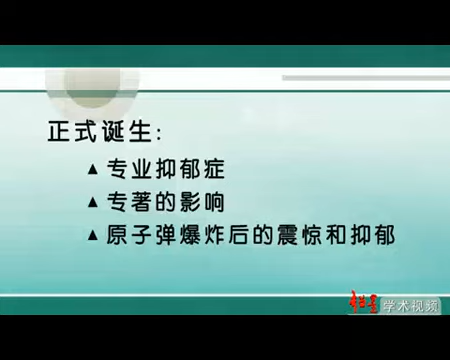 正式诞生:
▲专业抑郁症
▲专著的影响
▲原子弹爆炸后的震惊和抑郁
学术视频